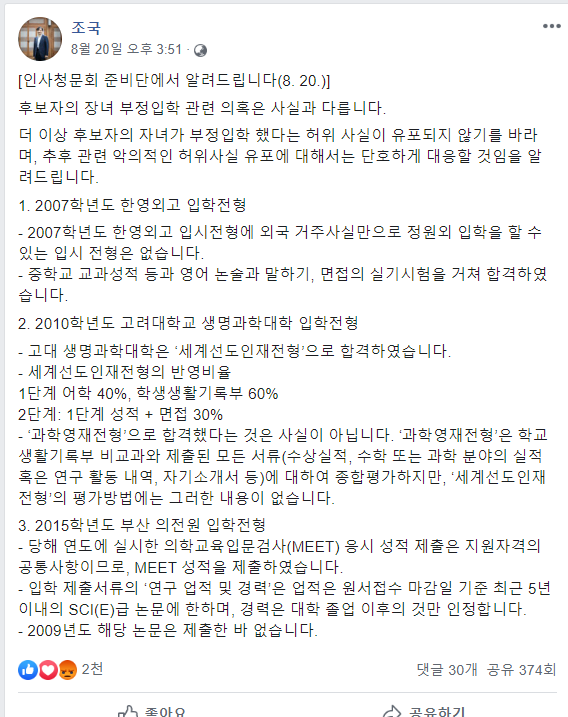 조국
8월 20일 오후 3:51 ·
[인사청문회 준비단에서 알려드립니다(8. 20.)]
후보자의 장녀 부정입학 관련 의혹은 사실과 다릅니다.
더 이상 후보자의 자녀가 부정입학 했다는 허위 사실이 유포되지 않기를 바라
며, 추후 관련 악의적인 허위사실 유포에 대해서는 단호하게 대응할 것임을 알
려드립니다.
1. 2007학년도 한영외고 입학전형
- 2007학년도 한영외고 입시전형에 외국 거주사실만으로 정원외 입학을 할 수
있는 입시 전형은 없습니다.
- 중학교 교과성적 등과 영어 논술과 말하기, 면접의 실기시험을 거쳐 합격하였
습니다.
2. 2010학년도 고려대학교 생명과학대학 입학전형
- 고대 생명과학대학은 ‘세계선도인재전형’으로 합격하였습니다.
- 세계선도인재전형의 반영비율
1단계 어학 40%, 학생생활기록부 60%
2단계: 1단계 성적 + 면접 30%
- ‘과학영재전형’으로 합격했다는 것은 사실이 아닙니다. ‘과학영재전형’은 학교
생활기록부 비교과와 제출된 모든 서류(수상실적, 수학 또는 과학 분야의 실적
혹은 연구 활동 내역, 자기소개서 등)에 대하여 종합평가하지만, ‘세계선도인재
전형’의 평가방법에는 그러한 내용이 없습니다.
3. 2015학년도 부산 의전원 입학전형
- 당해 연도에 실시한 의학교육입문검사(MEET) 응시 성적 제출은 지원자격의
공통사항이므로, MEET 성적을 제출하였습니다.
- 입학 제출서류의 ‘연구 업적 및 경력’은 업적은 원서접수 마감일 기준 최근 5년
이내의 SCI(E)급 논문에 한하며, 경력은 대학 졸업 이후의 것만 인정합니다.
- 2009년도 해당 논문은 제출한 바 없습니다.
2천
댓글 30개 공유 374회
좋아요
공유하기